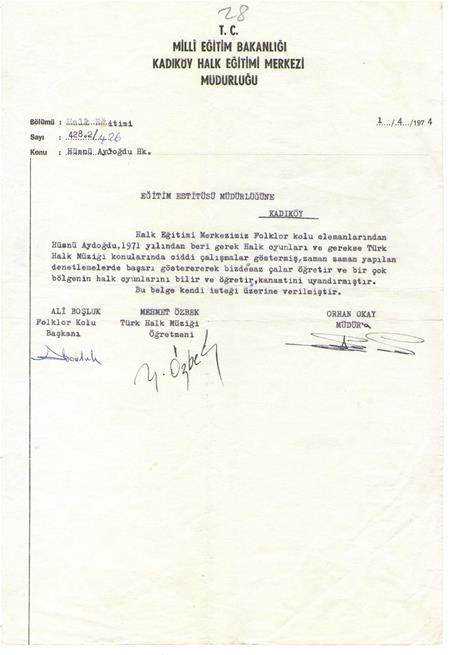 28
T. C.
MİLLİ EĞİTİM BAKANLIĞI
KADIKÖY HALK EĞİTİMİ MERKEZİ
MÜDÜRLÜĞÜ
Bölümü : Halk Eğitimi
1 /4 /1974
Sayı : 428.2/426
Konu : Hüsnü Aydoğdu Hk.
EĞİTİM ESTİTÜSÜ MÜDÜRLÜĞÜNE
KADIKÖY
Halk Eğitimi Merkezimiz Folklor kolu elemanlarından
Hüsnü Aydoğdu,1971 yılından beri gerek Halk oyunları ve gerekse Türk
Halk Müziği konularında ciddi çalışmalar göstermiş,zaman zaman yapılan
denetlemelerde başarı göstererek bizde saz çalar öğretir ve bir çok
bölgenin halk oyunlarını bilir ve öğretir,kanaatini uyandırmıştır.
Bu belge kendi isteği üzerine verilmiştir.
ALİ BOŞLUK MEHMET ÖZBEK ORHAN OKAY
Folklor Kolu Türk Halk Müziği MÜDÜR
Başkanı Öğretmeni
M. Özbek